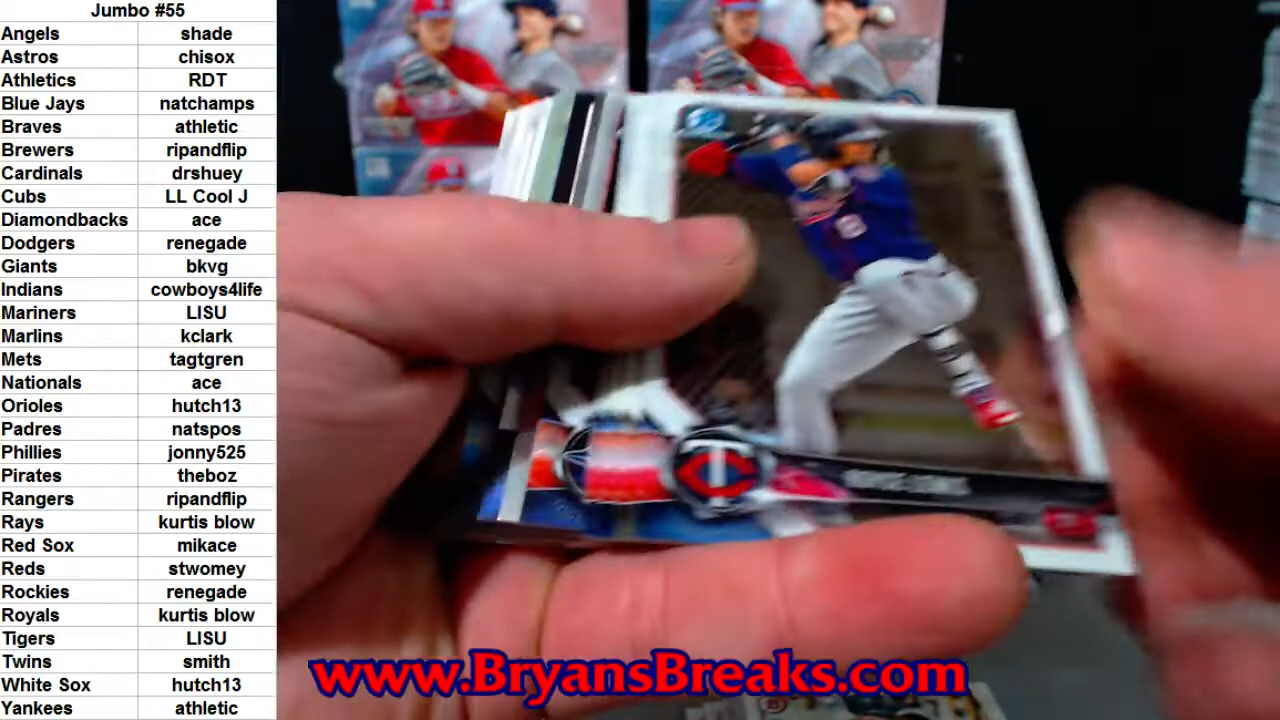 Jumbo #55
Angels shade
Astros chisox
Athletics RDT
Blue Jays natchamps
Braves athletic
Brewers ripandflip
Cardinals drshuey
Cubs LL Cool J
Diamondbacks ace
Dodgers renegade
Giants bkvg
Indians cowboys4life
Mariners LISU
Marlins kclark
Mets tagtgren
Nationals ace
Orioles hutch13
Padres natspos
Phillies jonny525
Pirates theboz
Rangers ripandflip
Rays kurtis blow
Red Sox mikace
Reds stwomey
Rockies renegade
Royals kurtis blow
Tigers LISU
Twins smith
White Sox hutch13
Yankees athletic
www.BryansBreaks.com